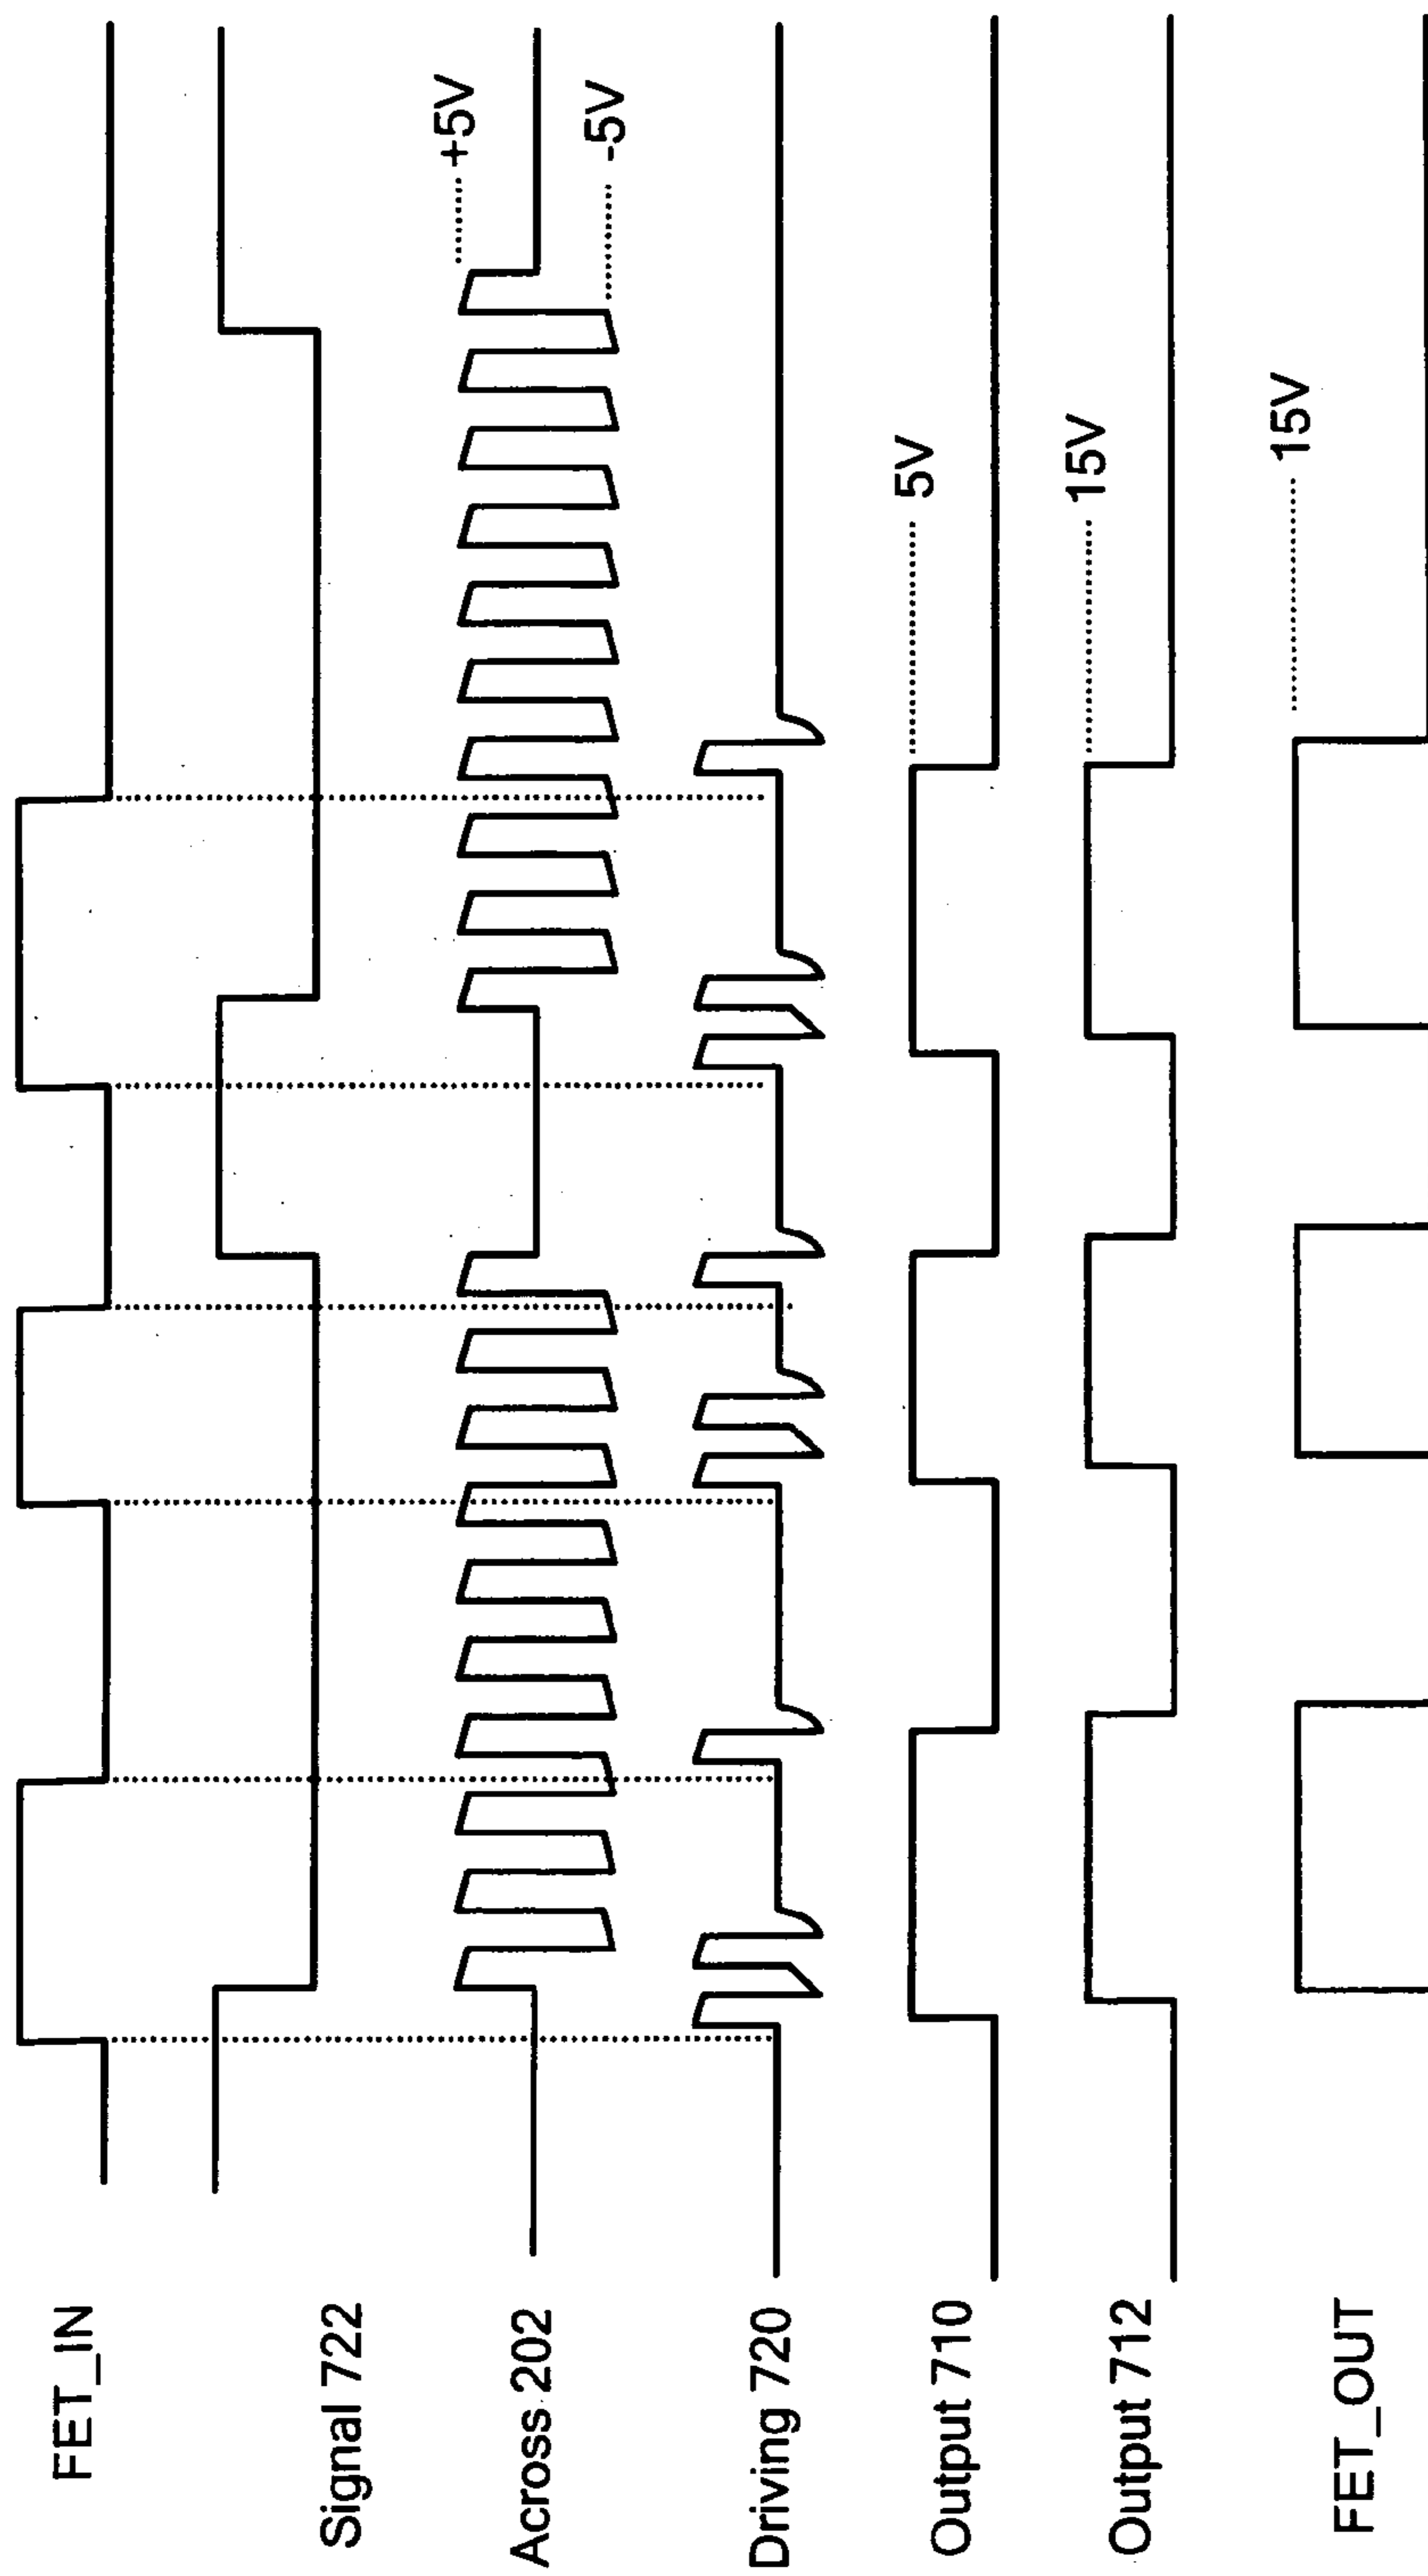 FET_IN
Signal 722
Across 202
+5V
-5V
Driving 720
Output 710
5V
Output 712
15V
FET_OUT
15V